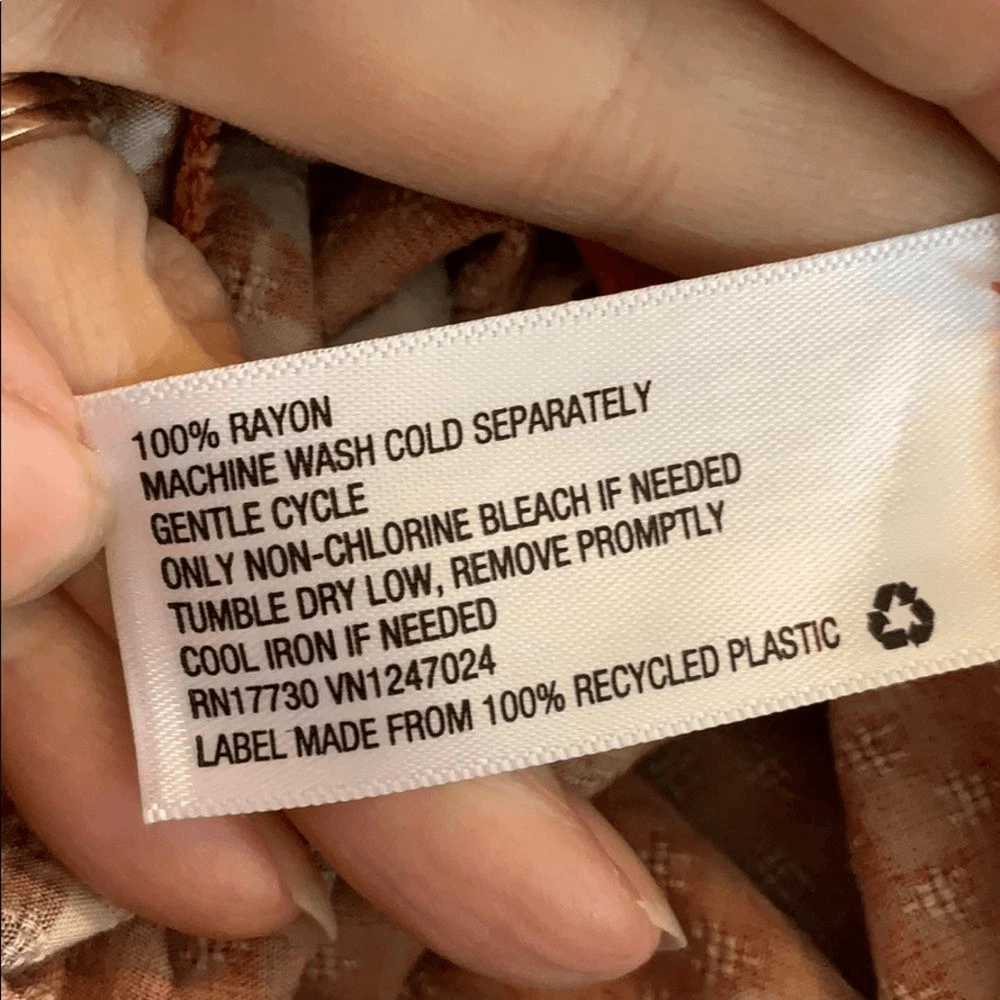 100% RAYON
MACHINE WASH COLD SEPARATELY
GENTLE CYCLE
ONLY NON-CHLORINE BLEACH IF NEEDED
TUMBLE DRY LOW, REMOVE PROMPTLY
COOL IRON IF NEEDED
RN17730 VN1247024
LABEL MADE FROM 100% RECYCLED PLASTIC